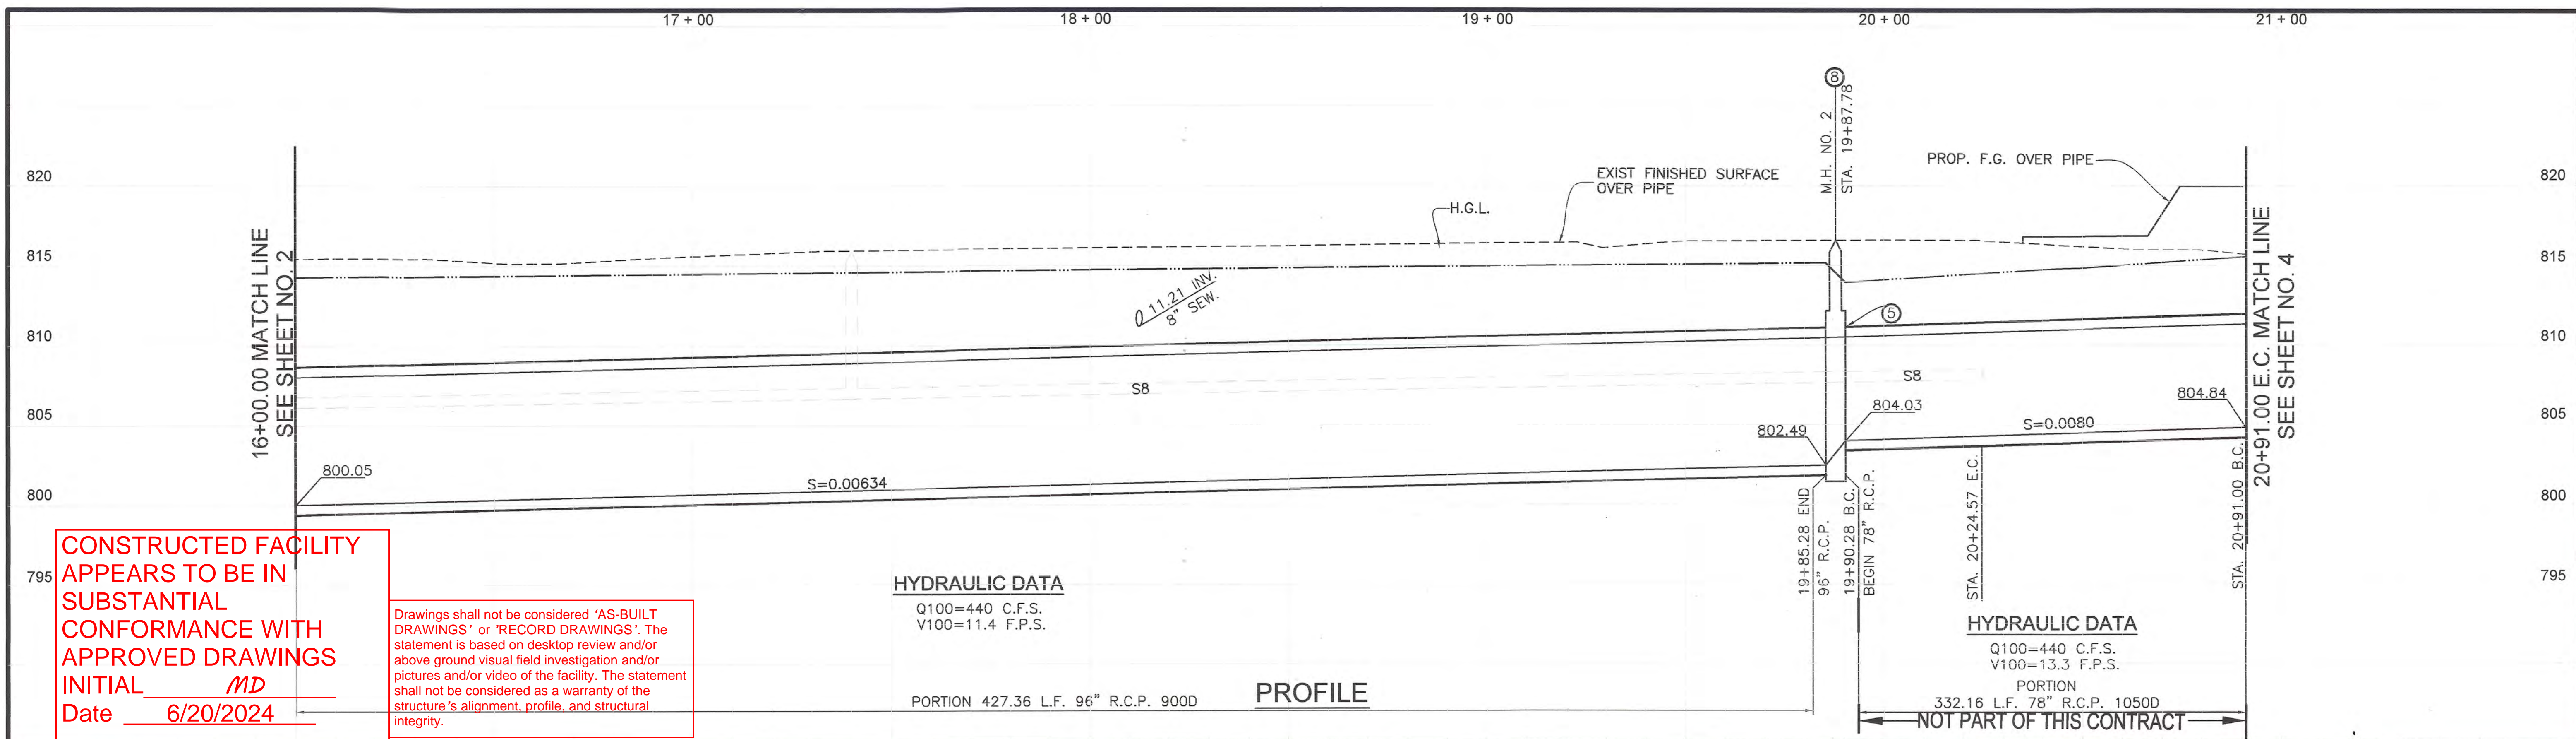 17 + 00
18 + 00
19 + 00
20 + 00
21 + 00
820
815
810
805
800
795
820
815
810
805
800
795
16+00.00 MATCH LINE
SEE SHEET NO. 2
800.05
S=0.00634
H.G.L.
EXIST FINISHED SURFACE
OVER PIPE
11.21 INV.
8" SEW.
S8
8
M.H. NO. 2
STA. 19+87.78
PROP. F.G. OVER PIPE
5
S8
802.49
804.03
804.84
S=0.0080
19+85.28 END
96" R.C.P.
19+90.28 B.C.
BEGIN 78" R.C.P.
STA. 20+24.57 E.C.
STA. 20+91.00 B.C.
20+91.00 E.C. MATCH LINE
SEE SHEET NO. 4
CONSTRUCTED FACILITY
APPEARS TO BE IN
SUBSTANTIAL
CONFORMANCE WITH
APPROVED DRAWINGS
INITIAL MD
Date 6/20/2024
Drawings shall not be considered 'AS-BUILT
DRAWINGS' or 'RECORD DRAWINGS'. The
statement is based on desktop review and/or
above ground visual field investigation and/or
pictures and/or video of the facility. The statement
shall not be considered as a warranty of the
structure's alignment, profile, and structural
integrity.
HYDRAULIC DATA
Q100=440 C.F.S.
V100=11.4 F.P.S.
PORTION 427.36 L.F. 96" R.C.P. 900D
PROFILE
HYDRAULIC DATA
Q100=440 C.F.S.
V100=13.3 F.P.S.
PORTION
332.16 L.F. 78" R.C.P. 1050D
NOT PART OF THIS CONTRACT